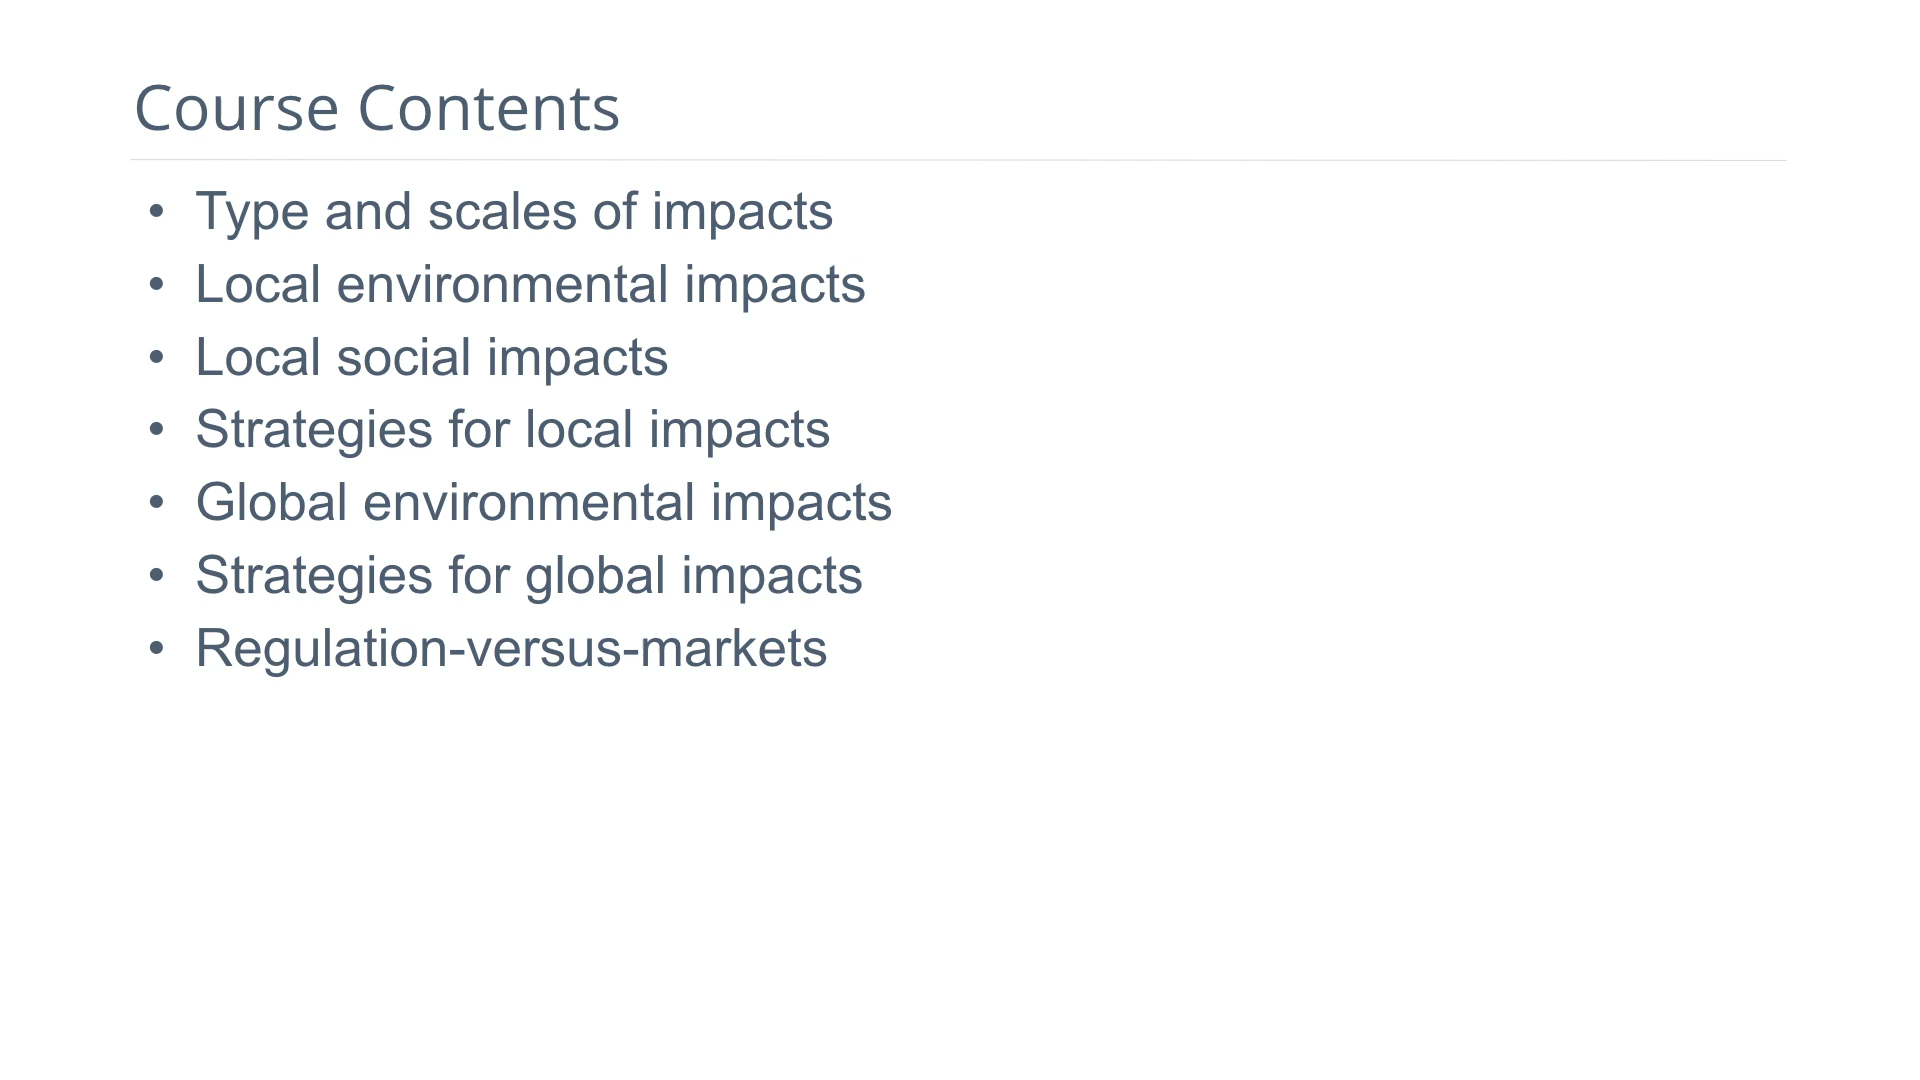 Course Contents
• Type and scales of impacts
• Local environmental impacts
• Local social impacts
• Strategies for local impacts
• Global environmental impacts
• Strategies for global impacts
• Regulation-versus-markets